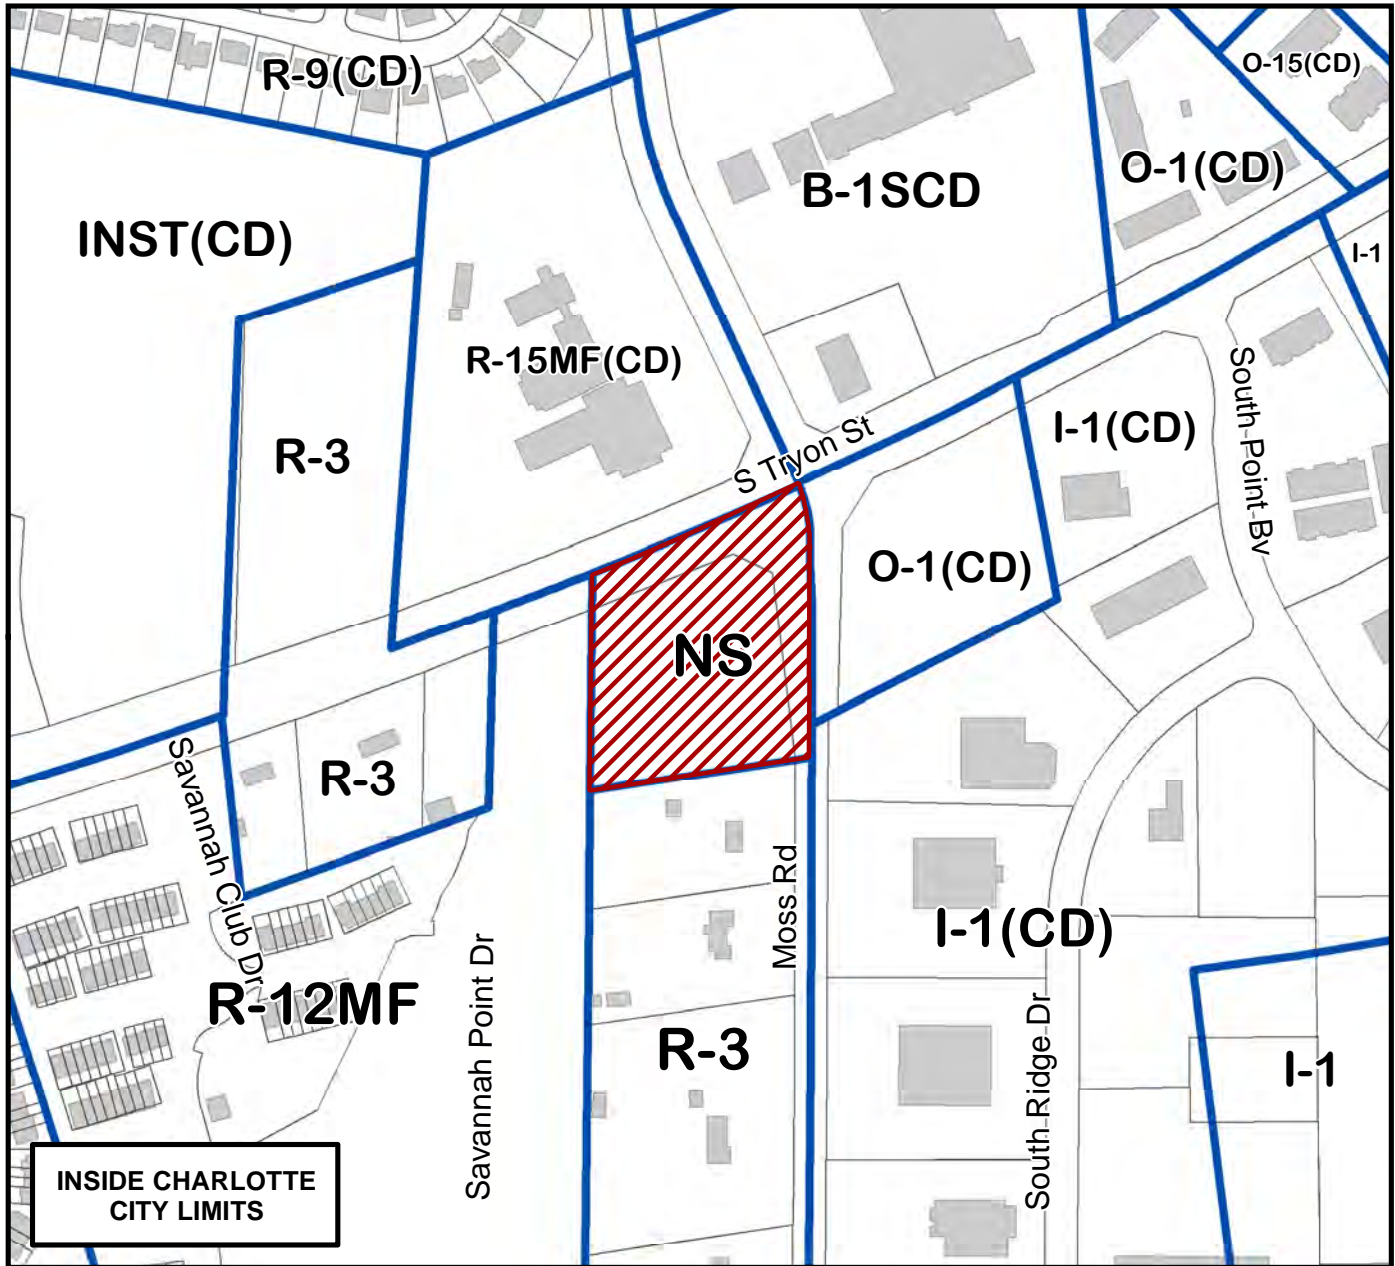 R-9(CD)
O-15(CD)
O-1(CD)
B-1SCD
INST(CD)
I-1
R-15MF(CD)
S Tryon St
I-1(CD)
South Point Bv
R-3
O-1(CD)
NS
R-3
Savannah Club Dr
Moss Rd
I-1(CD)
R-12MF
Savannah Point Dr
R-3
South Ridge Dr
I-1
INSIDE CHARLOTTE
CITY LIMITS